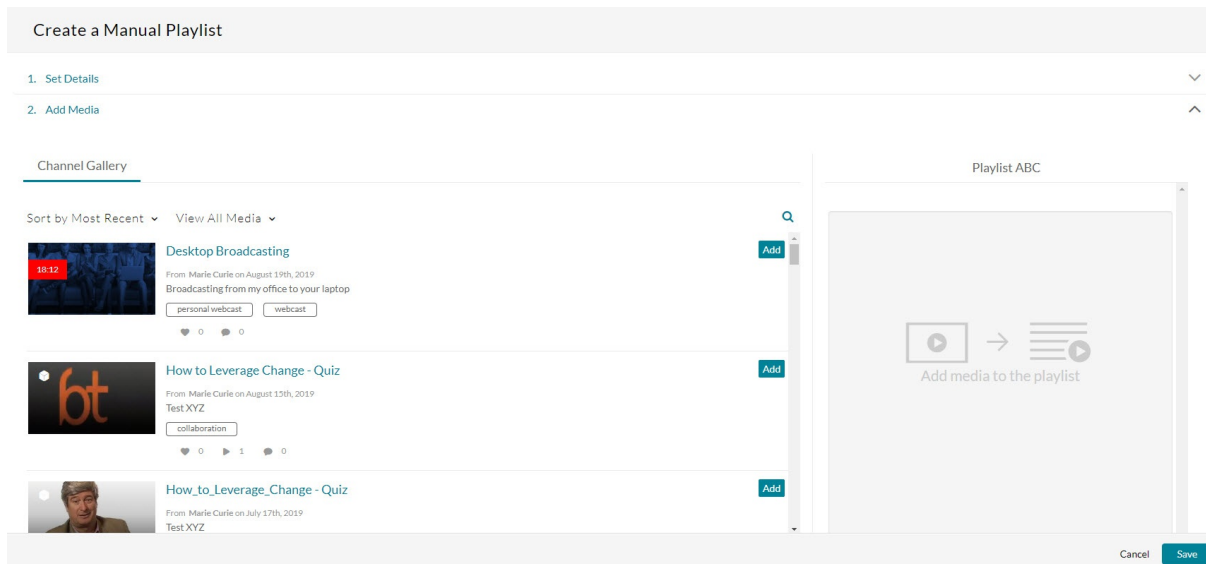 Create a Manual Playlist
1. Set Details
2. Add Media
Channel Gallery
Playlist ABC
Sort by Most Recent
View All Media
18:12
Desktop Broadcasting
Add
From Marie Curie on August 19th, 2019
Broadcasting from my office to your laptop
personal webcast
webcast
0
0
bt
How to Leverage Change - Quiz
Add
From Marie Curie on August 15th, 2019
Test XYZ
collaboration
0
1
0
Add media to the playlist
How_to_Leverage_Change - Quiz
Add
From Marie Curie on July 17th, 2019
Test XYZ
Cancel
Save